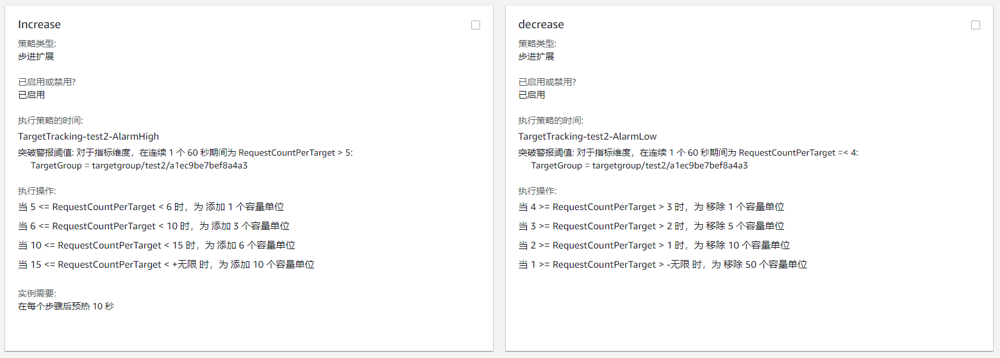 Increase
策略类型:
步进扩展
已启用或禁用?
已启用
执行策略的时间:
TargetTracking-test2-AlarmHigh
突破警报阈值: 对于指标维度，在连续 1 个 60 秒期间为 RequestCountPerTarget > 5:
TargetGroup = targetgroup/test2/a1ec9be7bef8a4a3
执行操作:
当 5 <= RequestCountPerTarget < 6 时，为 添加 1 个容量单位
当 6 <= RequestCountPerTarget < 10 时，为 添加 3 个容量单位
当 10 <= RequestCountPerTarget < 15 时，为 添加 6 个容量单位
当 15 <= RequestCountPerTarget < +无限 时，为 添加 10 个容量单位
实例需要:
在每个步骤后预热 10 秒
decrease
策略类型:
步进扩展
已启用或禁用?
已启用
执行策略的时间:
TargetTracking-test2-AlarmLow
突破警报阈值: 对于指标维度，在连续 1 个 60 秒期间为 RequestCountPerTarget =< 4:
TargetGroup = targetgroup/test2/a1ec9be7bef8a4a3
执行操作:
当 4 >= RequestCountPerTarget > 3 时，为 移除 1 个容量单位
当 3 >= RequestCountPerTarget > 2 时，为 移除 5 个容量单位
当 2 >= RequestCountPerTarget > 1 时，为 移除 10 个容量单位
当 1 >= RequestCountPerTarget > -无限 时，为 移除 50 个容量单位